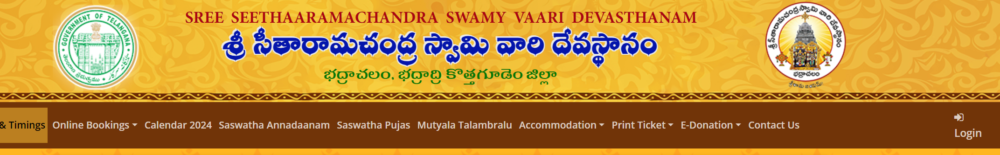 SREE SEETHAARAMACHANDRA SWAMY VAARI DEVASTHANAM
శ్రీ సీతారామచంద్ర స్వామి వారి దేవస్థానం
భద్రాచలం, భద్రాద్రి కొత్తగూడెం జిల్లా
GOVERNMENT OF TELANGANA
తెలంగాణ ప్రభుత్వము
శ్రీ సీతారామచంద్ర స్వామి వారి దేవస్థానం
భద్రాచలం
శ్రీరామ జయమ్
& Timings Online Bookings Calendar 2024 Saswatha Annadaanam Saswatha Pujas Mutyala Talambralu Accommodation Print Ticket E-Donation Contact Us
Login